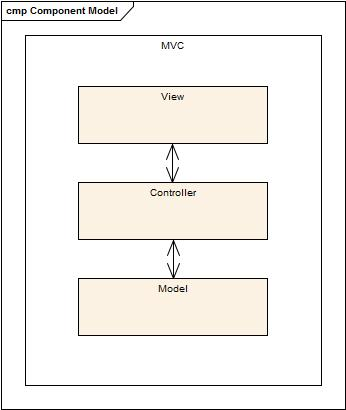 cmp Component Model
MVC
View
Controller
Model